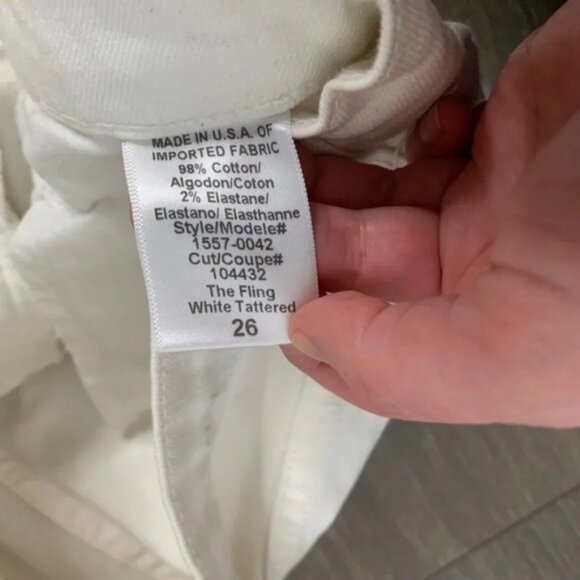 MADE IN U.S.A. OF
IMPORTED FABRIC
98% Cotton/
Algodon/Coton
2% Elastane/
Elastano/ Elasthanne
Style/Modele#
1557-0042
Cut/Coupe#
104432
The Fling
White Tattered
26